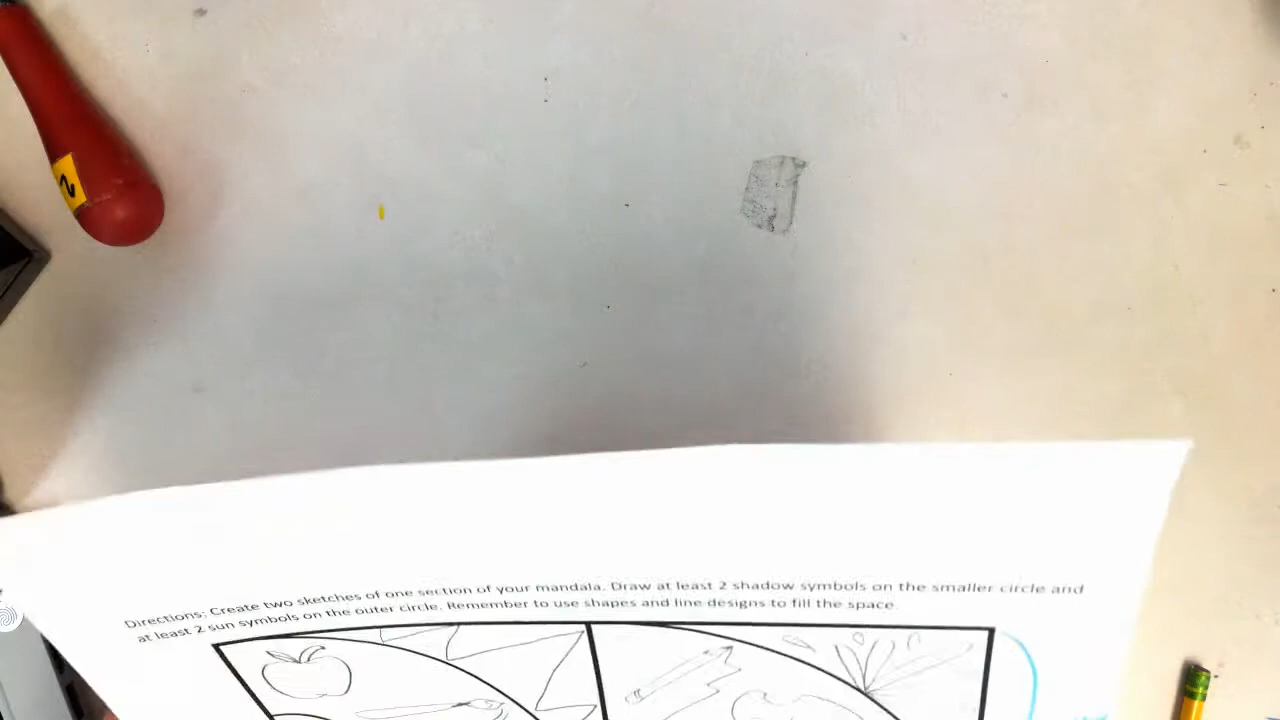 Directions: Create two sketches of one section of your mandala. Draw at least 2 shadow symbols on the smaller circle and
at least 2 sun symbols on the outer circle. Remember to use shapes and line designs to fill the space.
2